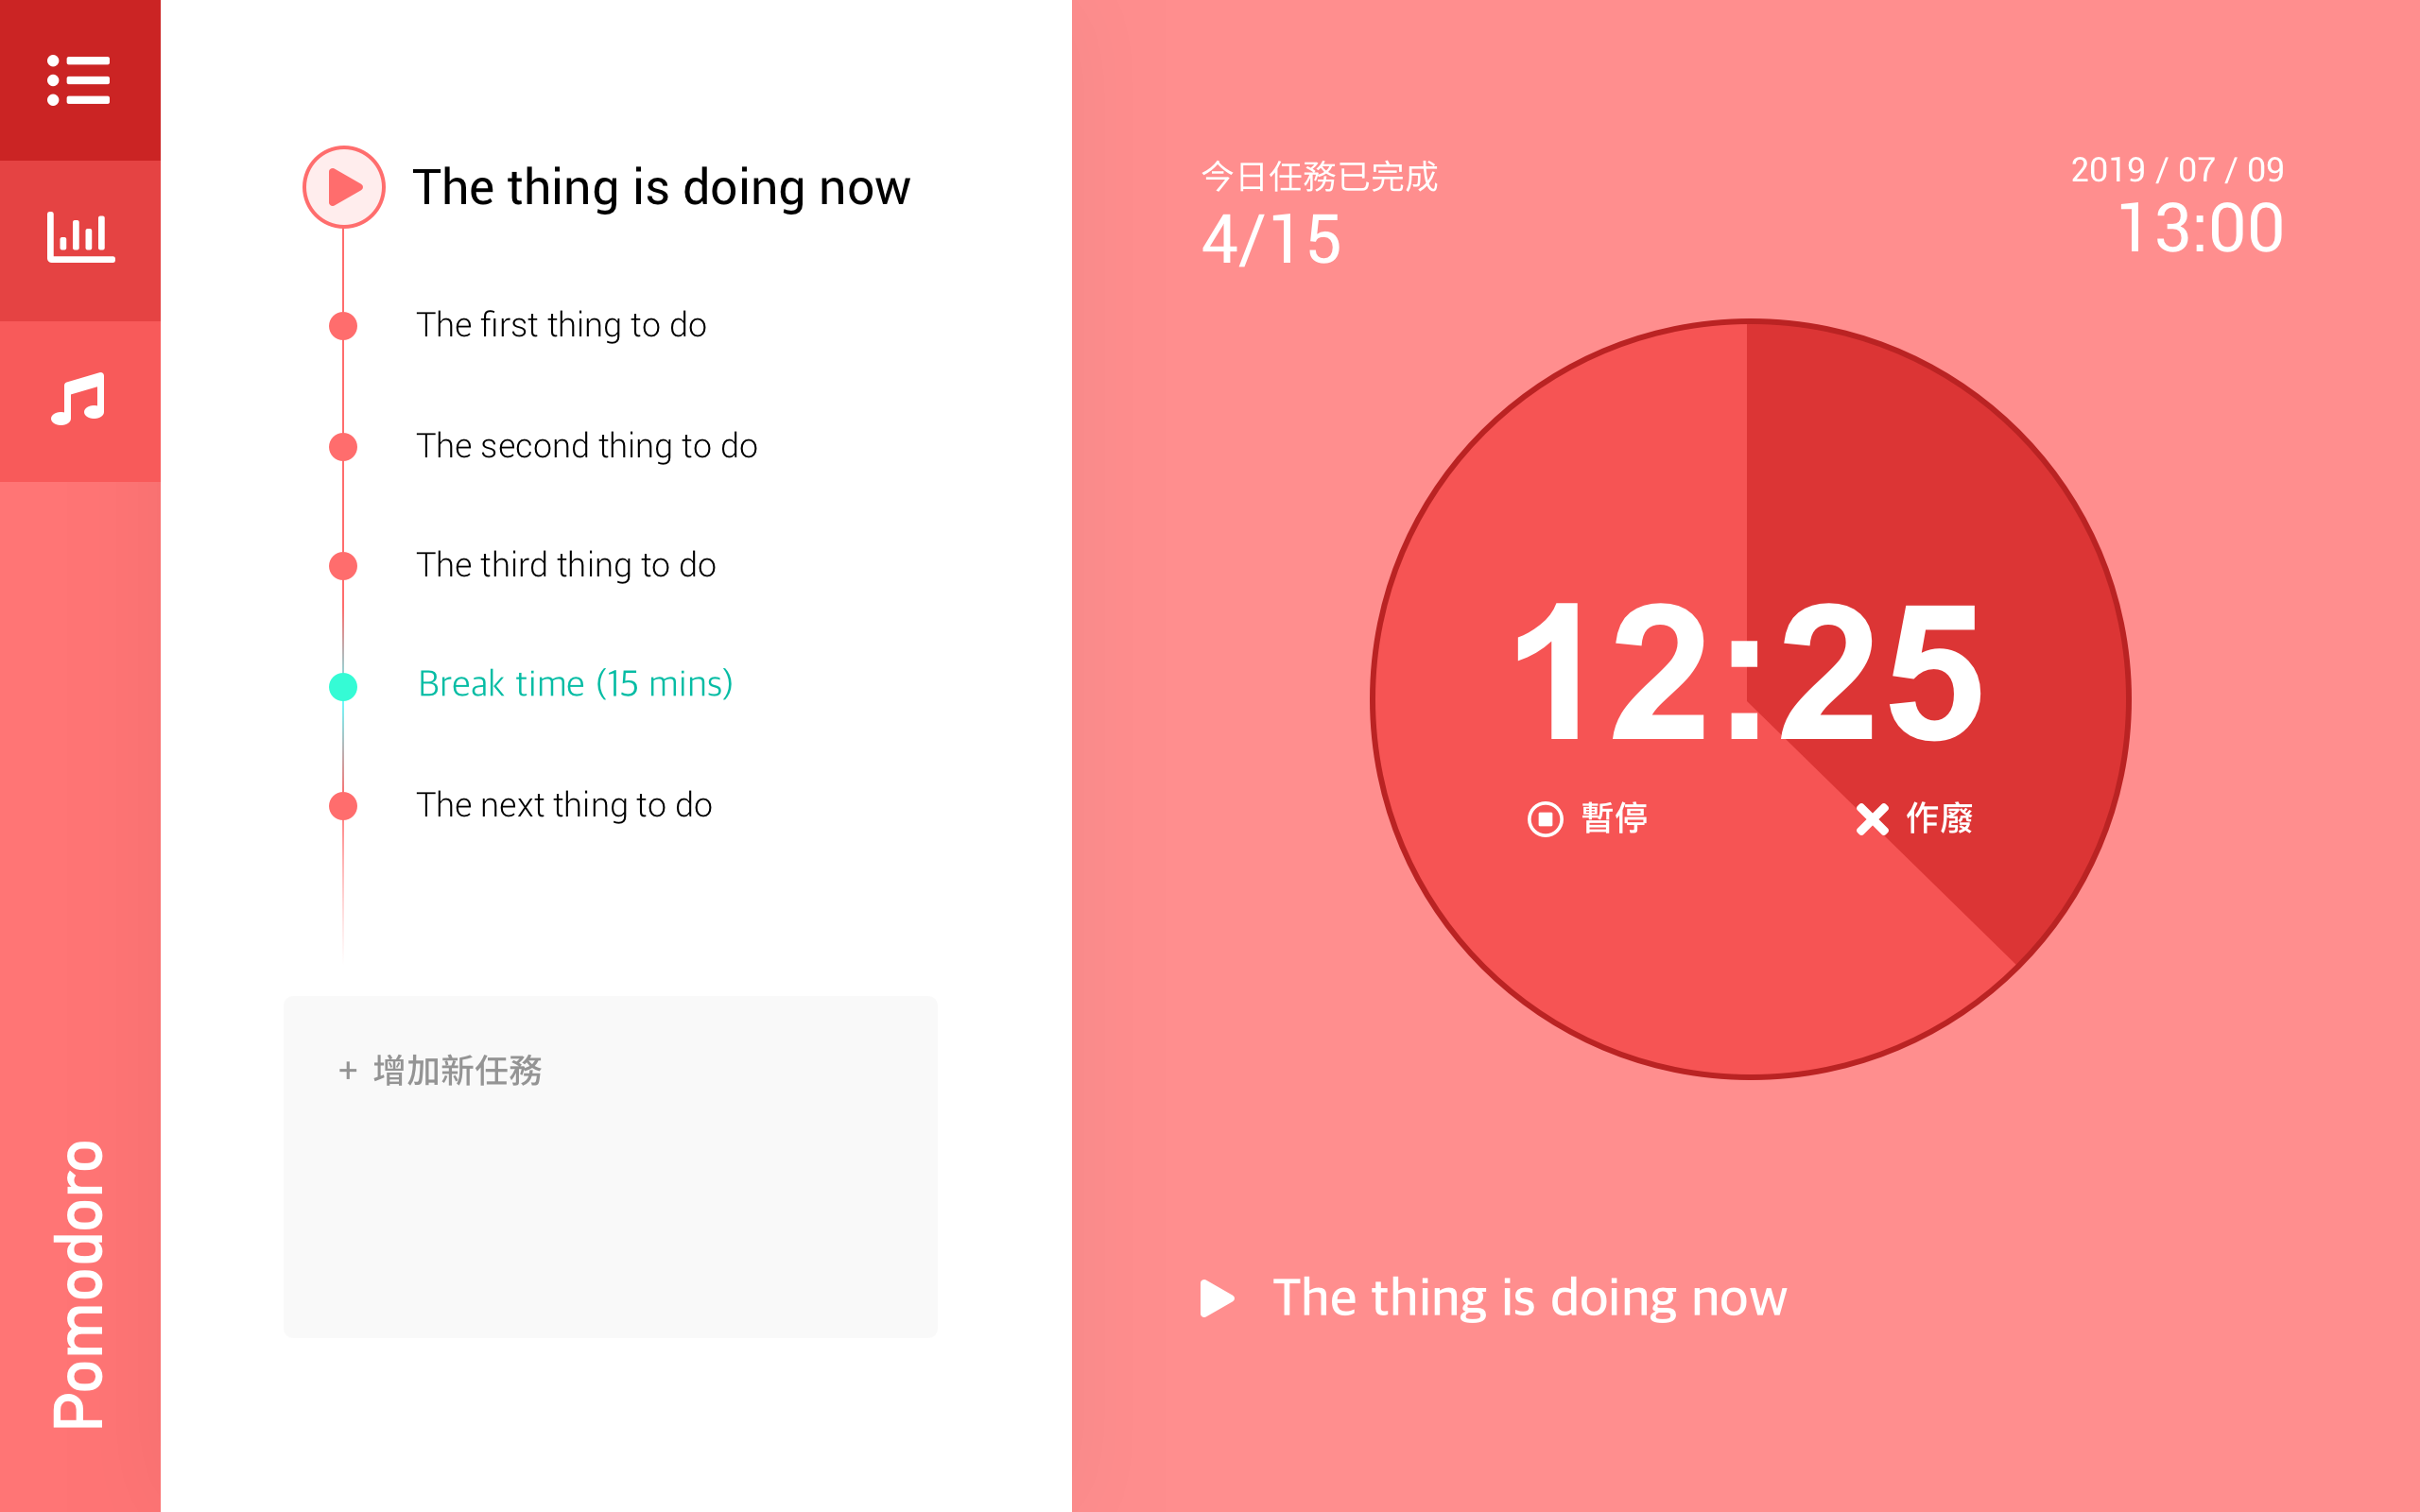 The thing is doing now
The first thing to do
The second thing to do
The third thing to do
Break time (15 mins)
The next thing to do
+ 增加新任務
Pomodoro
今日任務已完成
4/15
2019 / 07 / 09
13:00
12:25
暫停
作廢
The thing is doing now